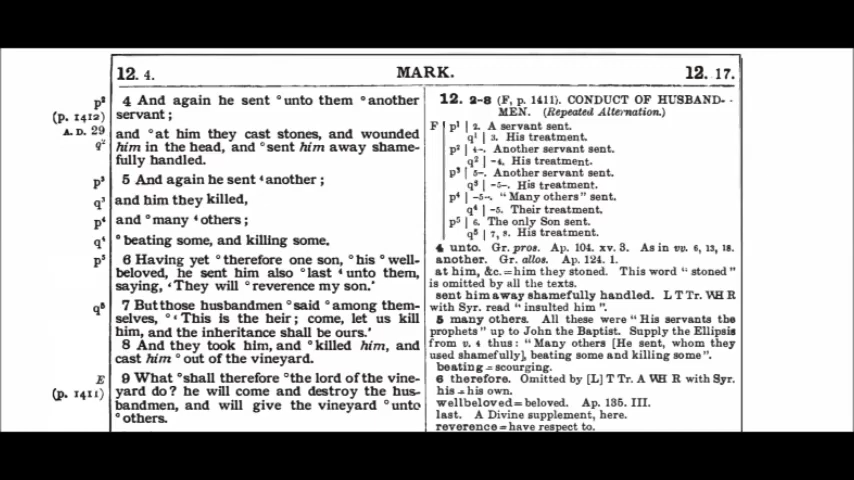 12. 4. MARK. 12. 17.
p² 4 And again he sent °unto them °another
(p. 1412) servant;
A.D. 29 and °at him they cast stones, and wounded
q² him in the head, and °sent him away shame-
fully handled.
p³ 5 And again he sent ⁴another;
q³ and him they killed,
p⁴ and °many ⁴others;
q⁴ °beating some, and killing some.
p⁵ 6 Having yet °therefore one son, °his °well-
beloved, he sent him also °last ⁴unto them,
saying, ‘They will °reverence my son.’
q⁵ 7 But those husbandmen °said °among them-
selves, °‘This is the heir; come, let us kill
him, and the inheritance shall be ours.’
8 And they took him, and °killed him, and
cast him °out of the vineyard.
E 9 What °shall therefore °the lord of the vine-
(p. 1411) yard do? he will come and destroy the hus-
bandmen, and will give the vineyard °unto
°others.
12. 2-8 (F, p. 1411). CONDUCT OF HUSBAND-
MEN. (Repeated Alternation.)
F p¹ | 2. A servant sent.
q¹ | 3. His treatment.
p² | 4-. Another servant sent.
q² | -4. His treatment.
p³ | 5-. Another servant sent.
q³ | -5-. His treatment.
p⁴ | -5-. “Many others” sent.
q⁴ | -5. Their treatment.
p⁵ | 6. The only Son sent.
q⁵ | 7, 8. His treatment.
4 unto. Gr. pros. Ap. 104. xv. 3. As in vv. 6, 13, 18.
another. Gr. allos. Ap. 124. 1.
at him, &c. = him they stoned. This word “stoned”
is omitted by all the texts.
sent him away shamefully handled. L T Tr. WH R
with Syr. read “insulted him”.
5 many others. All these were “His servants the
prophets” up to John the Baptist. Supply the Ellipsis
from v. 4 thus: “Many others [He sent, whom they
used shamefully], beating some and killing some”.
beating = scourging.
6 therefore. Omitted by [L] T Tr. A WH R with Syr.
his = his own.
wellbeloved = beloved. Ap. 135. III.
last. A Divine supplement, here.
reverence = have respect to.